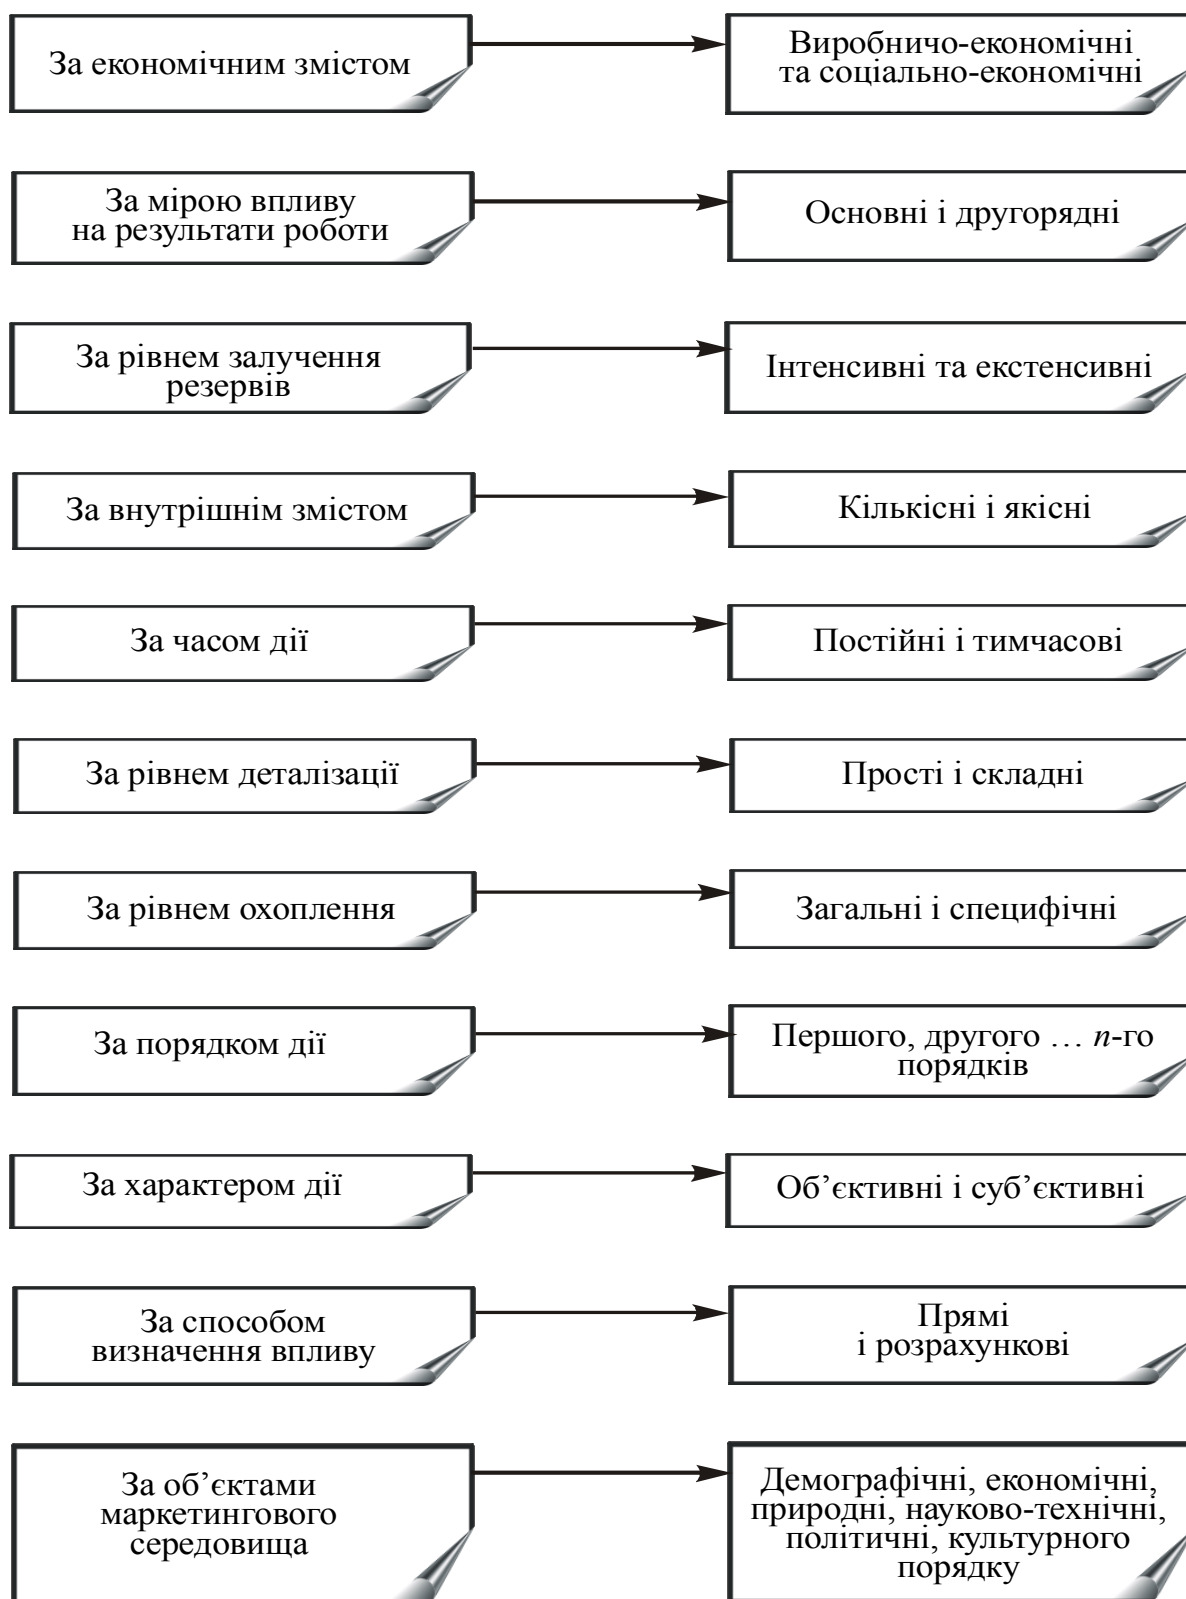 За економічним змістом
Виробничо-економічні
та соціально-економічні
За мірою впливу
на результати роботи
Основні і другорядні
За рівнем залучення
резервів
Інтенсивні та екстенсивні
За внутрішнім змістом
Кількісні і якісні
За часом дії
Постійні і тимчасові
За рівнем деталізації
Прості і складні
За рівнем охоплення
Загальні і специфічні
За порядком дії
Першого, другого … n-го
порядків
За характером дії
Об’єктивні і суб’єктивні
За способом
визначення впливу
Прямі
і розрахункові
За об’єктами
маркетингового
середовища
Демографічні, економічні,
природні, науково-технічні,
політичні, культурного
порядку